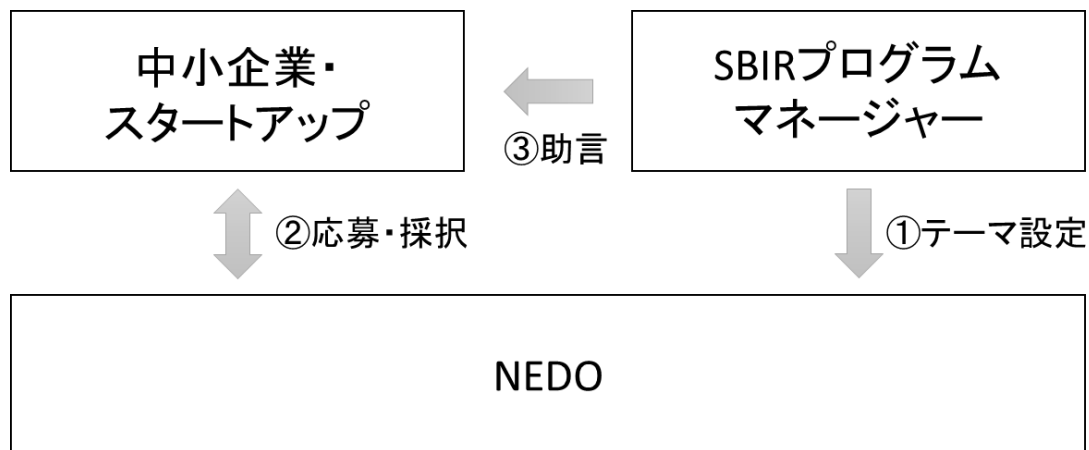 中小企業・
スタートアップ
SBIRプログラム
マネージャー
③助言
②応募・採択
①テーマ設定
NEDO